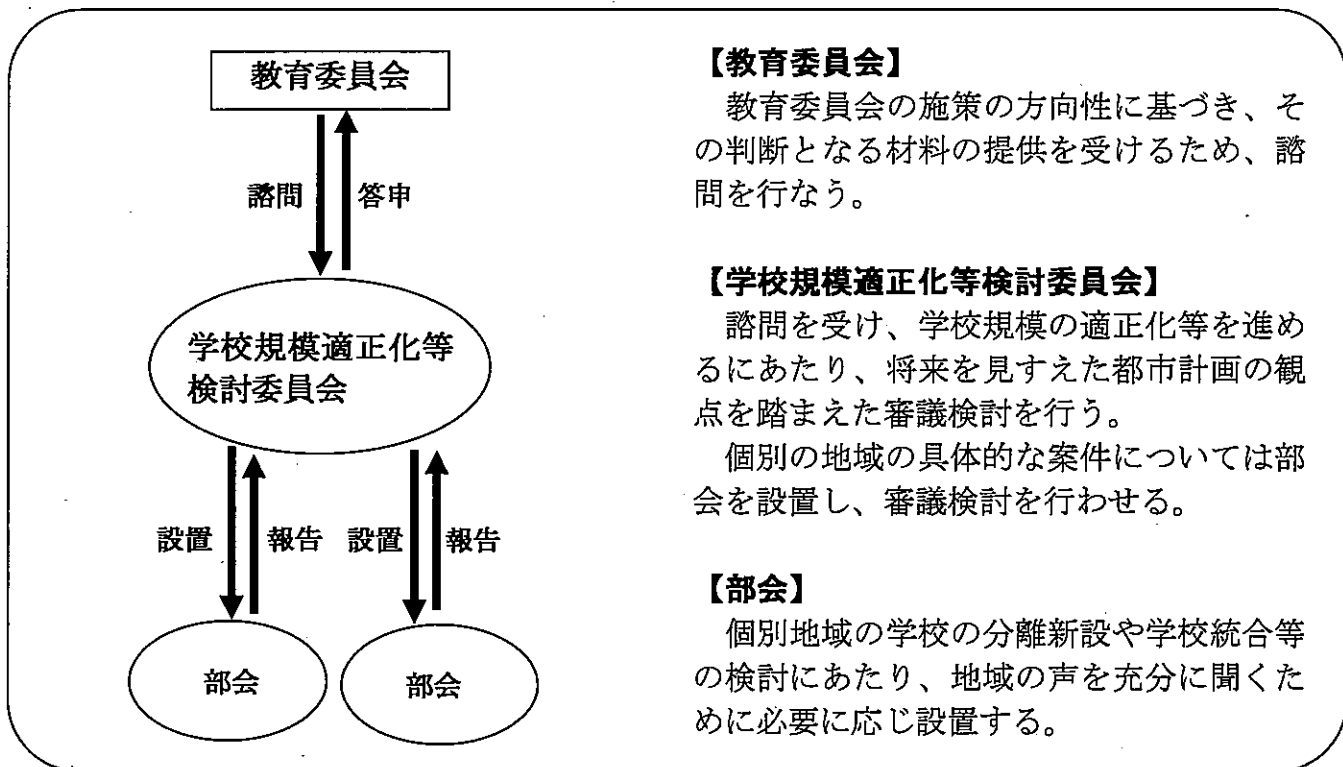 教育委員会
諮問
答申
学校規模適正化等
検討委員会
設置
報告
設置
報告
部会
部会
【教育委員会】
教育委員会の施策の方向性に基づき、そ
の判断となる材料の提供を受けるため、諮
問を行なう。
【学校規模適正化等検討委員会】
諮問を受け、学校規模の適正化等を進め
るにあたり、将来を見すえた都市計画の観
点を踏まえた審議検討を行う。
個別の地域の具体的な案件については部
会を設置し、審議検討を行わせる。
【部会】
個別地域の学校の分離新設や学校統合等
の検討にあたり、地域の声を充分に聞くた
めに必要に応じ設置する。